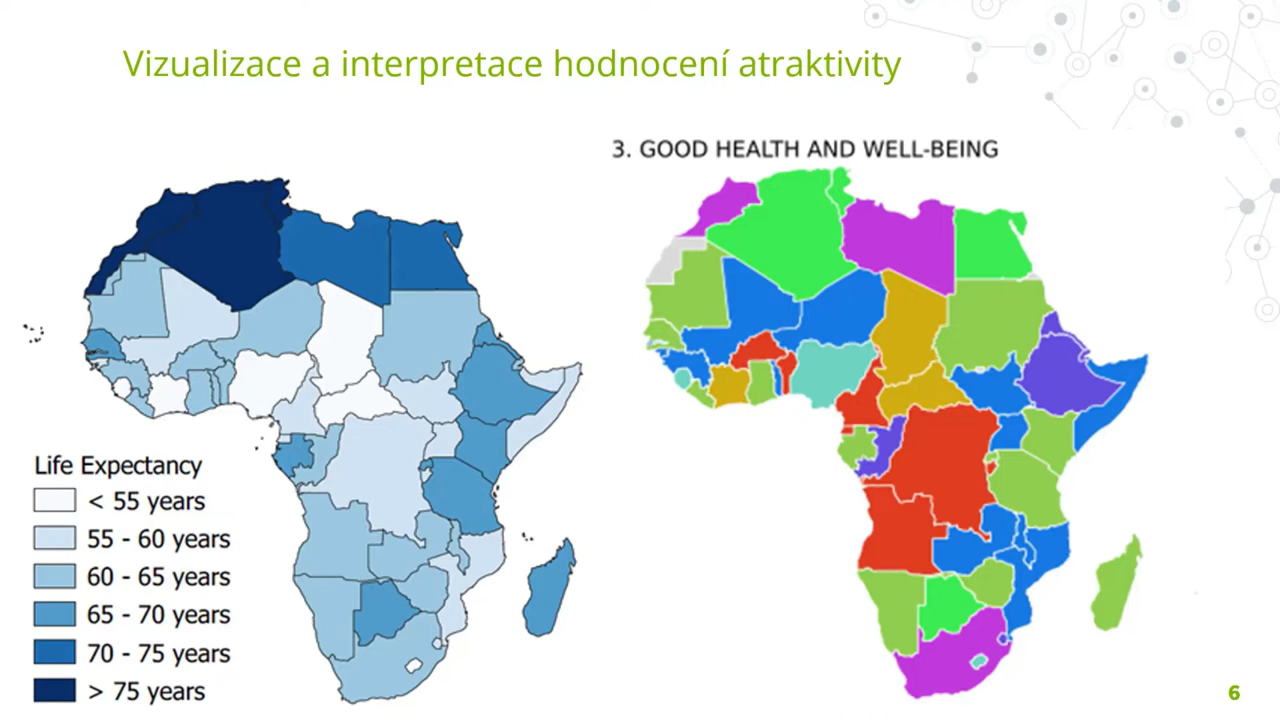 Vizualizace a interpretace hodnocení atraktivity
3. GOOD HEALTH AND WELL-BEING
Life Expectancy
< 55 years
55 - 60 years
60 - 65 years
65 - 70 years
70 - 75 years
> 75 years
6